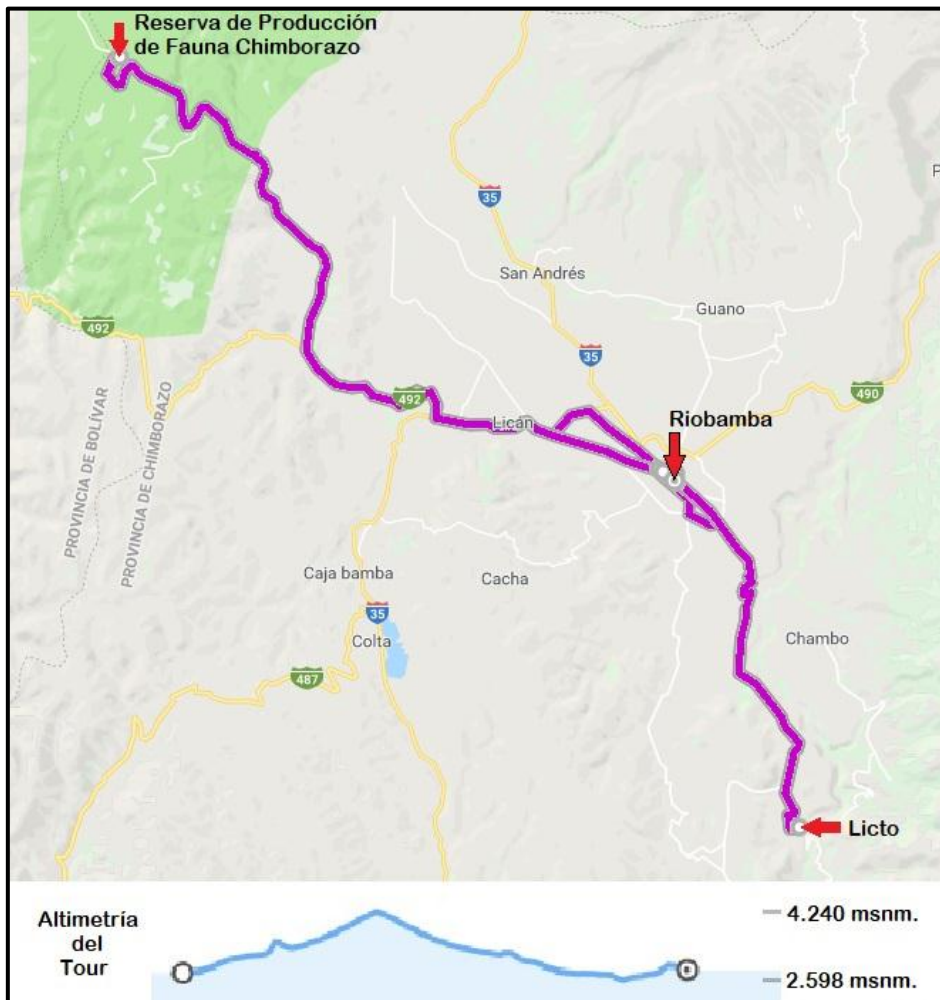 Reserva de Producción
de Fauna Chimborazo
35
San Andrés
Guano
492
35
PROVINCIA DE BOLÍVAR
PROVINCIA DE CHIMBORAZO
492
490
Licán
Riobamba
Caja bamba
Cacha
35
Colta
Chambo
487
Licto
P
Altimetría
del
Tour
4.240 msnm.
2.598 msnm.